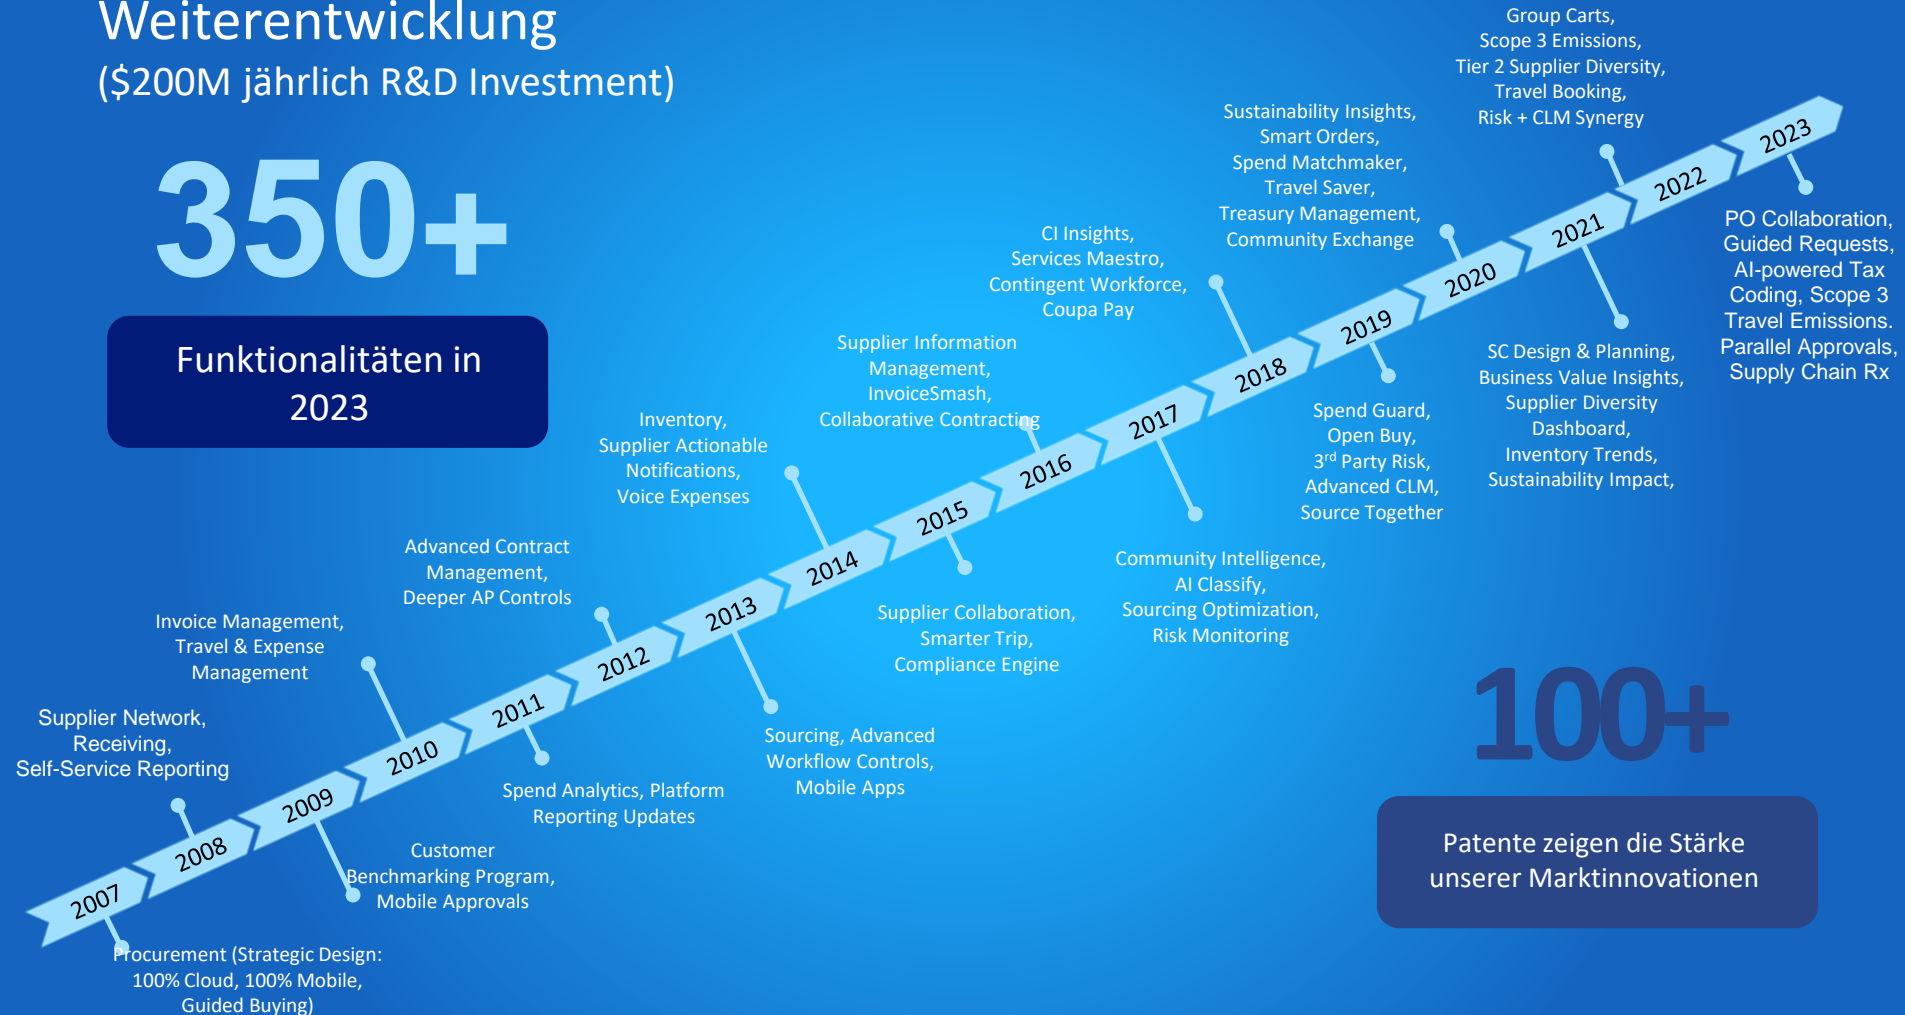 Weiterentwicklung
($200M jährlich R&D Investment)
350+
Funktionalitäten in
2023
2007
Procurement (Strategic Design:
100% Cloud, 100% Mobile,
Guided Buying)
2008
Supplier Network,
Receiving,
Self-Service Reporting
2009
Customer
Benchmarking Program,
Mobile Approvals
2010
Invoice Management,
Travel & Expense
Management
2011
Spend Analytics, Platform
Reporting Updates
2012
Advanced Contract
Management,
Deeper AP Controls
2013
Sourcing, Advanced
Workflow Controls,
Mobile Apps
2014
Inventory,
Supplier Actionable
Notifications,
Voice Expenses
2015
Supplier Collaboration,
Smarter Trip,
Compliance Engine
2016
Supplier Information
Management,
InvoiceSmash,
Collaborative Contracting
2017
Community Intelligence,
AI Classify,
Sourcing Optimization,
Risk Monitoring
2018
CI Insights,
Services Maestro,
Contingent Workforce,
Coupa Pay
2019
Spend Guard,
Open Buy,
3rd Party Risk,
Advanced CLM,
Source Together
2020
Sustainability Insights,
Smart Orders,
Spend Matchmaker,
Travel Saver,
Treasury Management,
Community Exchange
2021
SC Design & Planning,
Business Value Insights,
Supplier Diversity
Dashboard,
Inventory Trends,
Sustainability Impact,
2022
Group Carts,
Scope 3 Emissions,
Tier 2 Supplier Diversity,
Travel Booking,
Risk + CLM Synergy
2023
PO Collaboration,
Guided Requests,
AI-powered Tax
Coding, Scope 3
Travel Emissions.
Parallel Approvals,
Supply Chain Rx
100+
Patente zeigen die Stärke
unserer Marktinnovationen